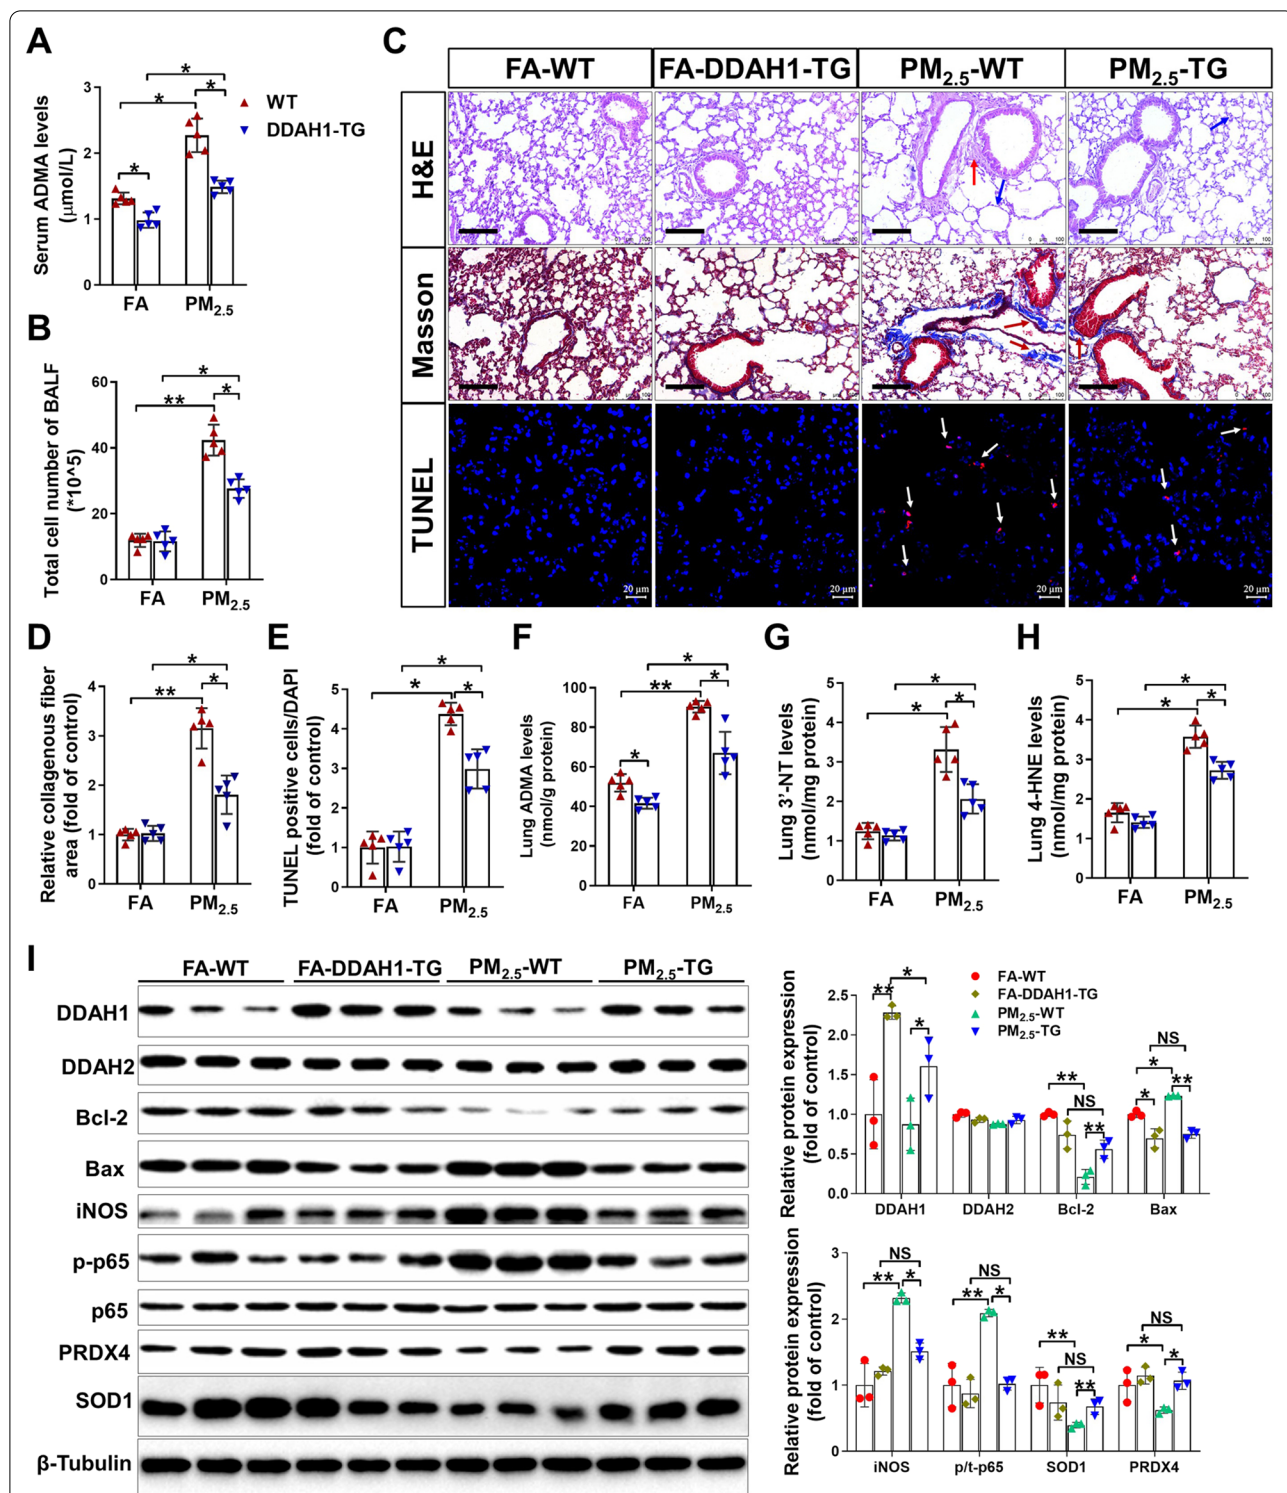 A
Serum ADMA levels
(μmol/L)
3
2
1
0
*
*
*
*
WT
DDAH1-TG
FA
PM2.5
B
Total cell number of BALF
(*10^5)
60
40
20
0
*
**
*
FA
PM2.5
C
FA-WT
FA-DDAH1-TG
PM2.5-WT
PM2.5-TG
H&E
Masson
TUNEL
20 μm
20 μm
20 μm
20 μm
D
Relative collagenous fiber
area (fold of control)
4
3
2
1
0
*
**
*
FA
PM2.5
E
TUNEL positive cells/DAPI
(fold of control)
5
4
3
2
1
0
*
*
*
FA
PM2.5
F
Lung ADMA levels
(nmol/g protein)
100
80
60
40
20
0
*
**
*
*
FA
PM2.5
G
Lung 3'-NT levels
(nmol/mg protein)
5
4
3
2
1
0
*
*
*
FA
PM2.5
H
Lung 4-HNE levels
(nmol/mg protein)
5
4
3
2
1
0
*
*
*
FA
PM2.5
I
FA-WT
FA-DDAH1-TG
PM2.5-WT
PM2.5-TG
DDAH1
DDAH2
Bcl-2
Bax
iNOS
p-p65
p65
PRDX4
SOD1
β-Tubulin
Relative protein expression
(fold of control)
2.5
2.0
1.5
1.0
0.5
0.0
FA-WT
FA-DDAH1-TG
PM2.5-WT
PM2.5-TG
**
*
*
**
NS
**
NS
*
*
**
DDAH1
DDAH2
Bcl-2
Bax
Relative protein expression
(fold of control)
3
2
1
0
NS
**
*
NS
**
*
**
NS
**
NS
*
*
iNOS
p/t-p65
SOD1
PRDX4